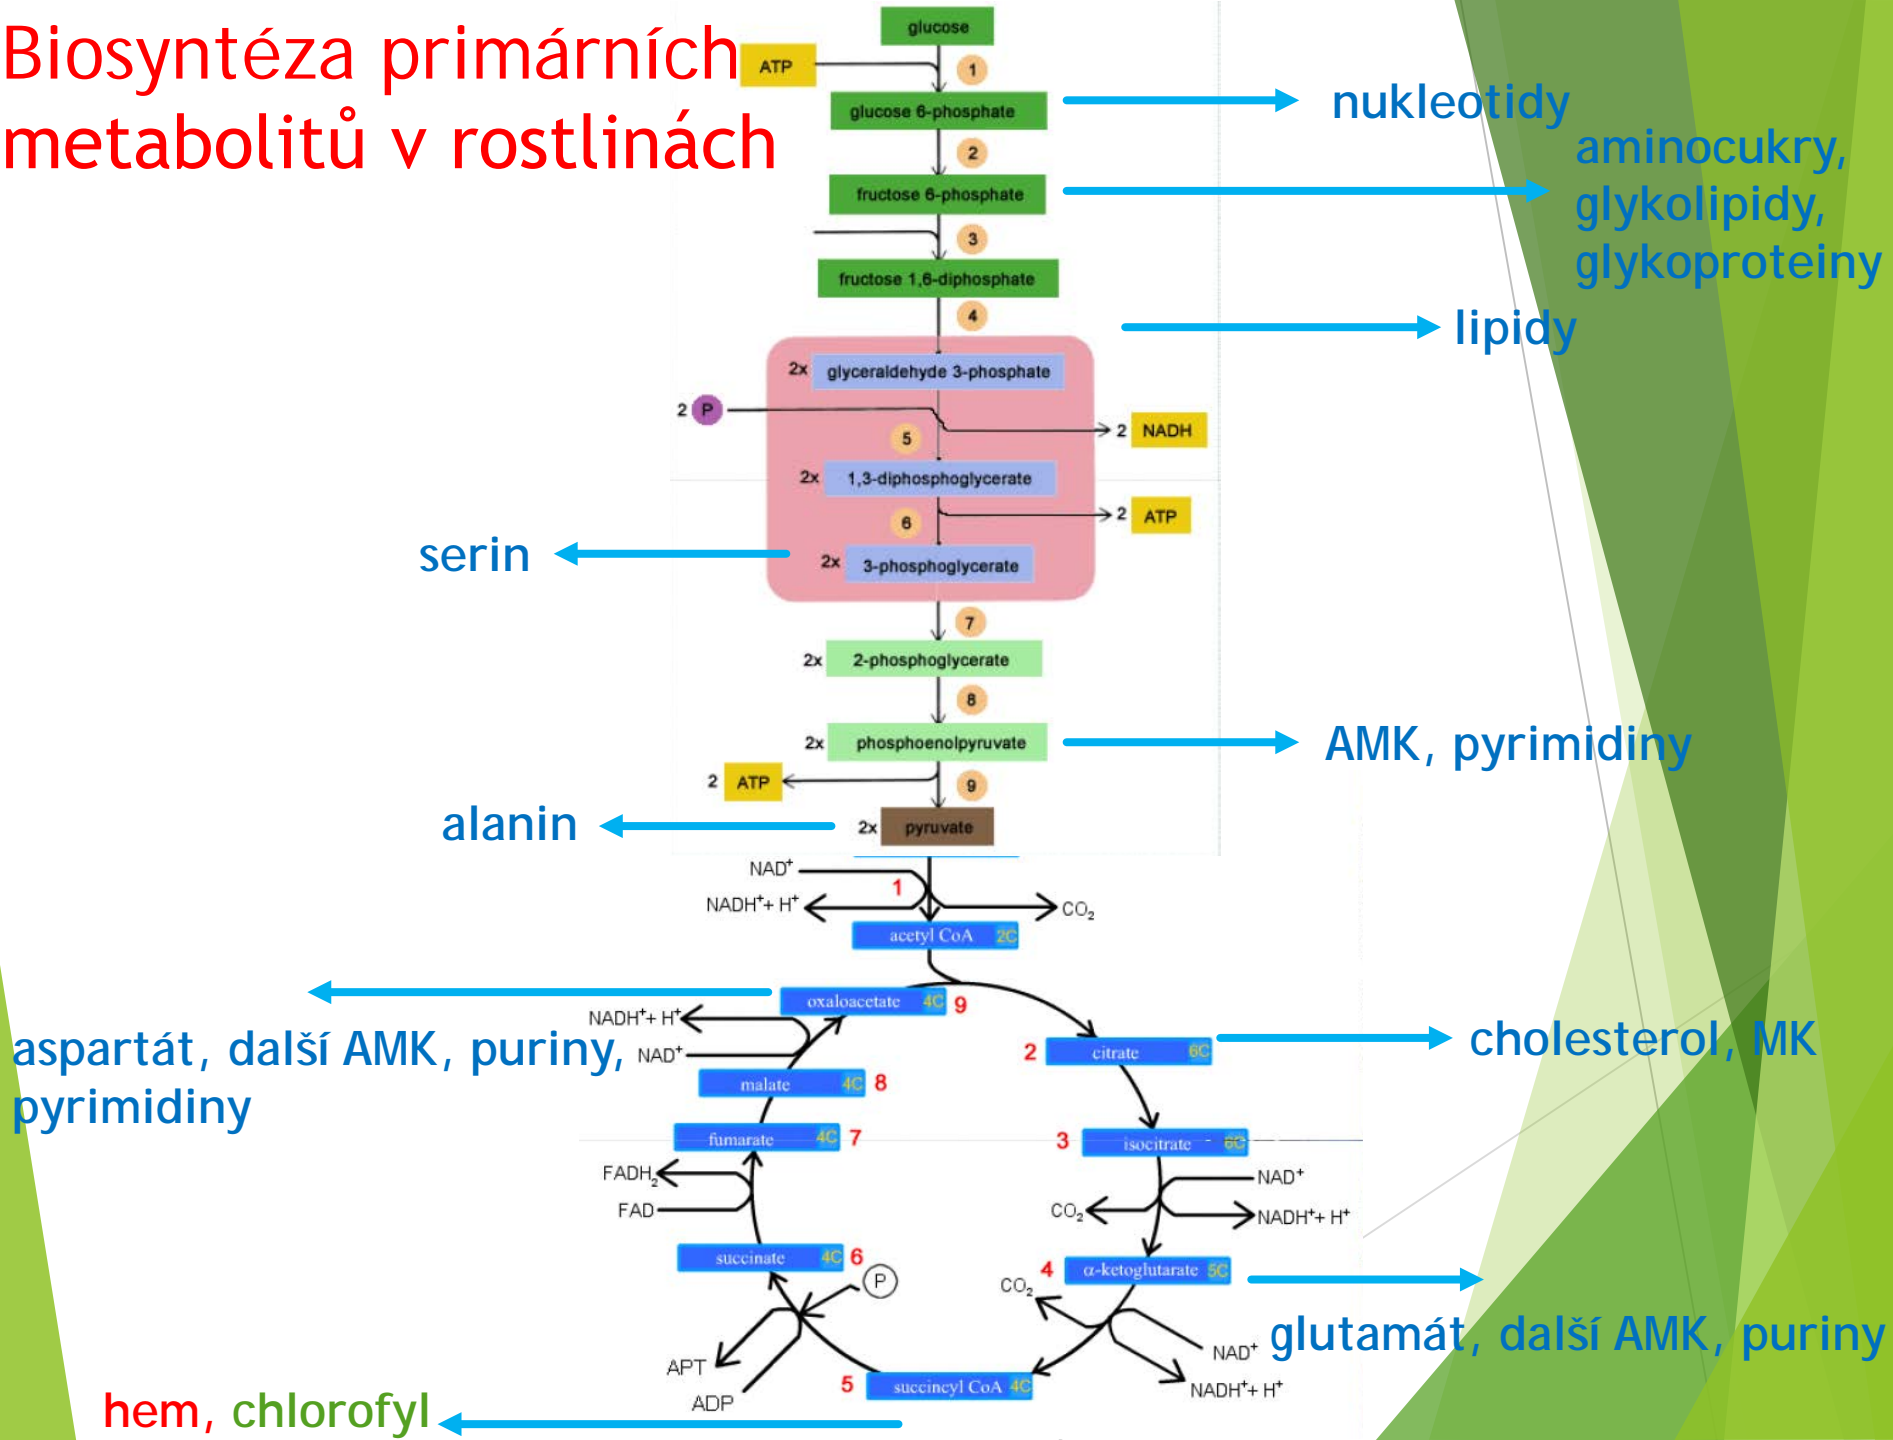 Biosyntéza primárních
metabolitů v rostlinách
glucose
ATP
1
glucose 6-phosphate
nukleotidy
2
aminocukry,
glykolipidy,
glykoproteiny
fructose 6-phosphate
3
fructose 1,6-diphosphate
4
lipidy
2x glyceraldehyde 3-phosphate
2 P
2 NADH
5
2x 1,3-diphosphoglycerate
2 ATP
6
serin
2x 3-phosphoglycerate
7
2x 2-phosphoglycerate
8
2x phosphoenolpyruvate
AMK, pyrimidiny
2 ATP
9
alanin
2x pyruvate
NAD+
1
NADH++ H+
CO2
acetyl CoA 2C
oxaloacetate 4C 9
NADH++ H+
NAD+
aspartát, další AMK, puriny,
pyrimidiny
2 citrate 6C
cholesterol, MK
malate 4C 8
fumarate 4C 7
3 isocitrate - 6C
FADH2
FAD
NAD+
CO2
NADH++ H+
succinate 4C 6
P
4 α-ketoglutarate 5C
CO2
glutamát, další AMK, puriny
NAD+
NADH++ H+
APT
ADP
5 succincyl CoA 4C
hem, chlorofyl